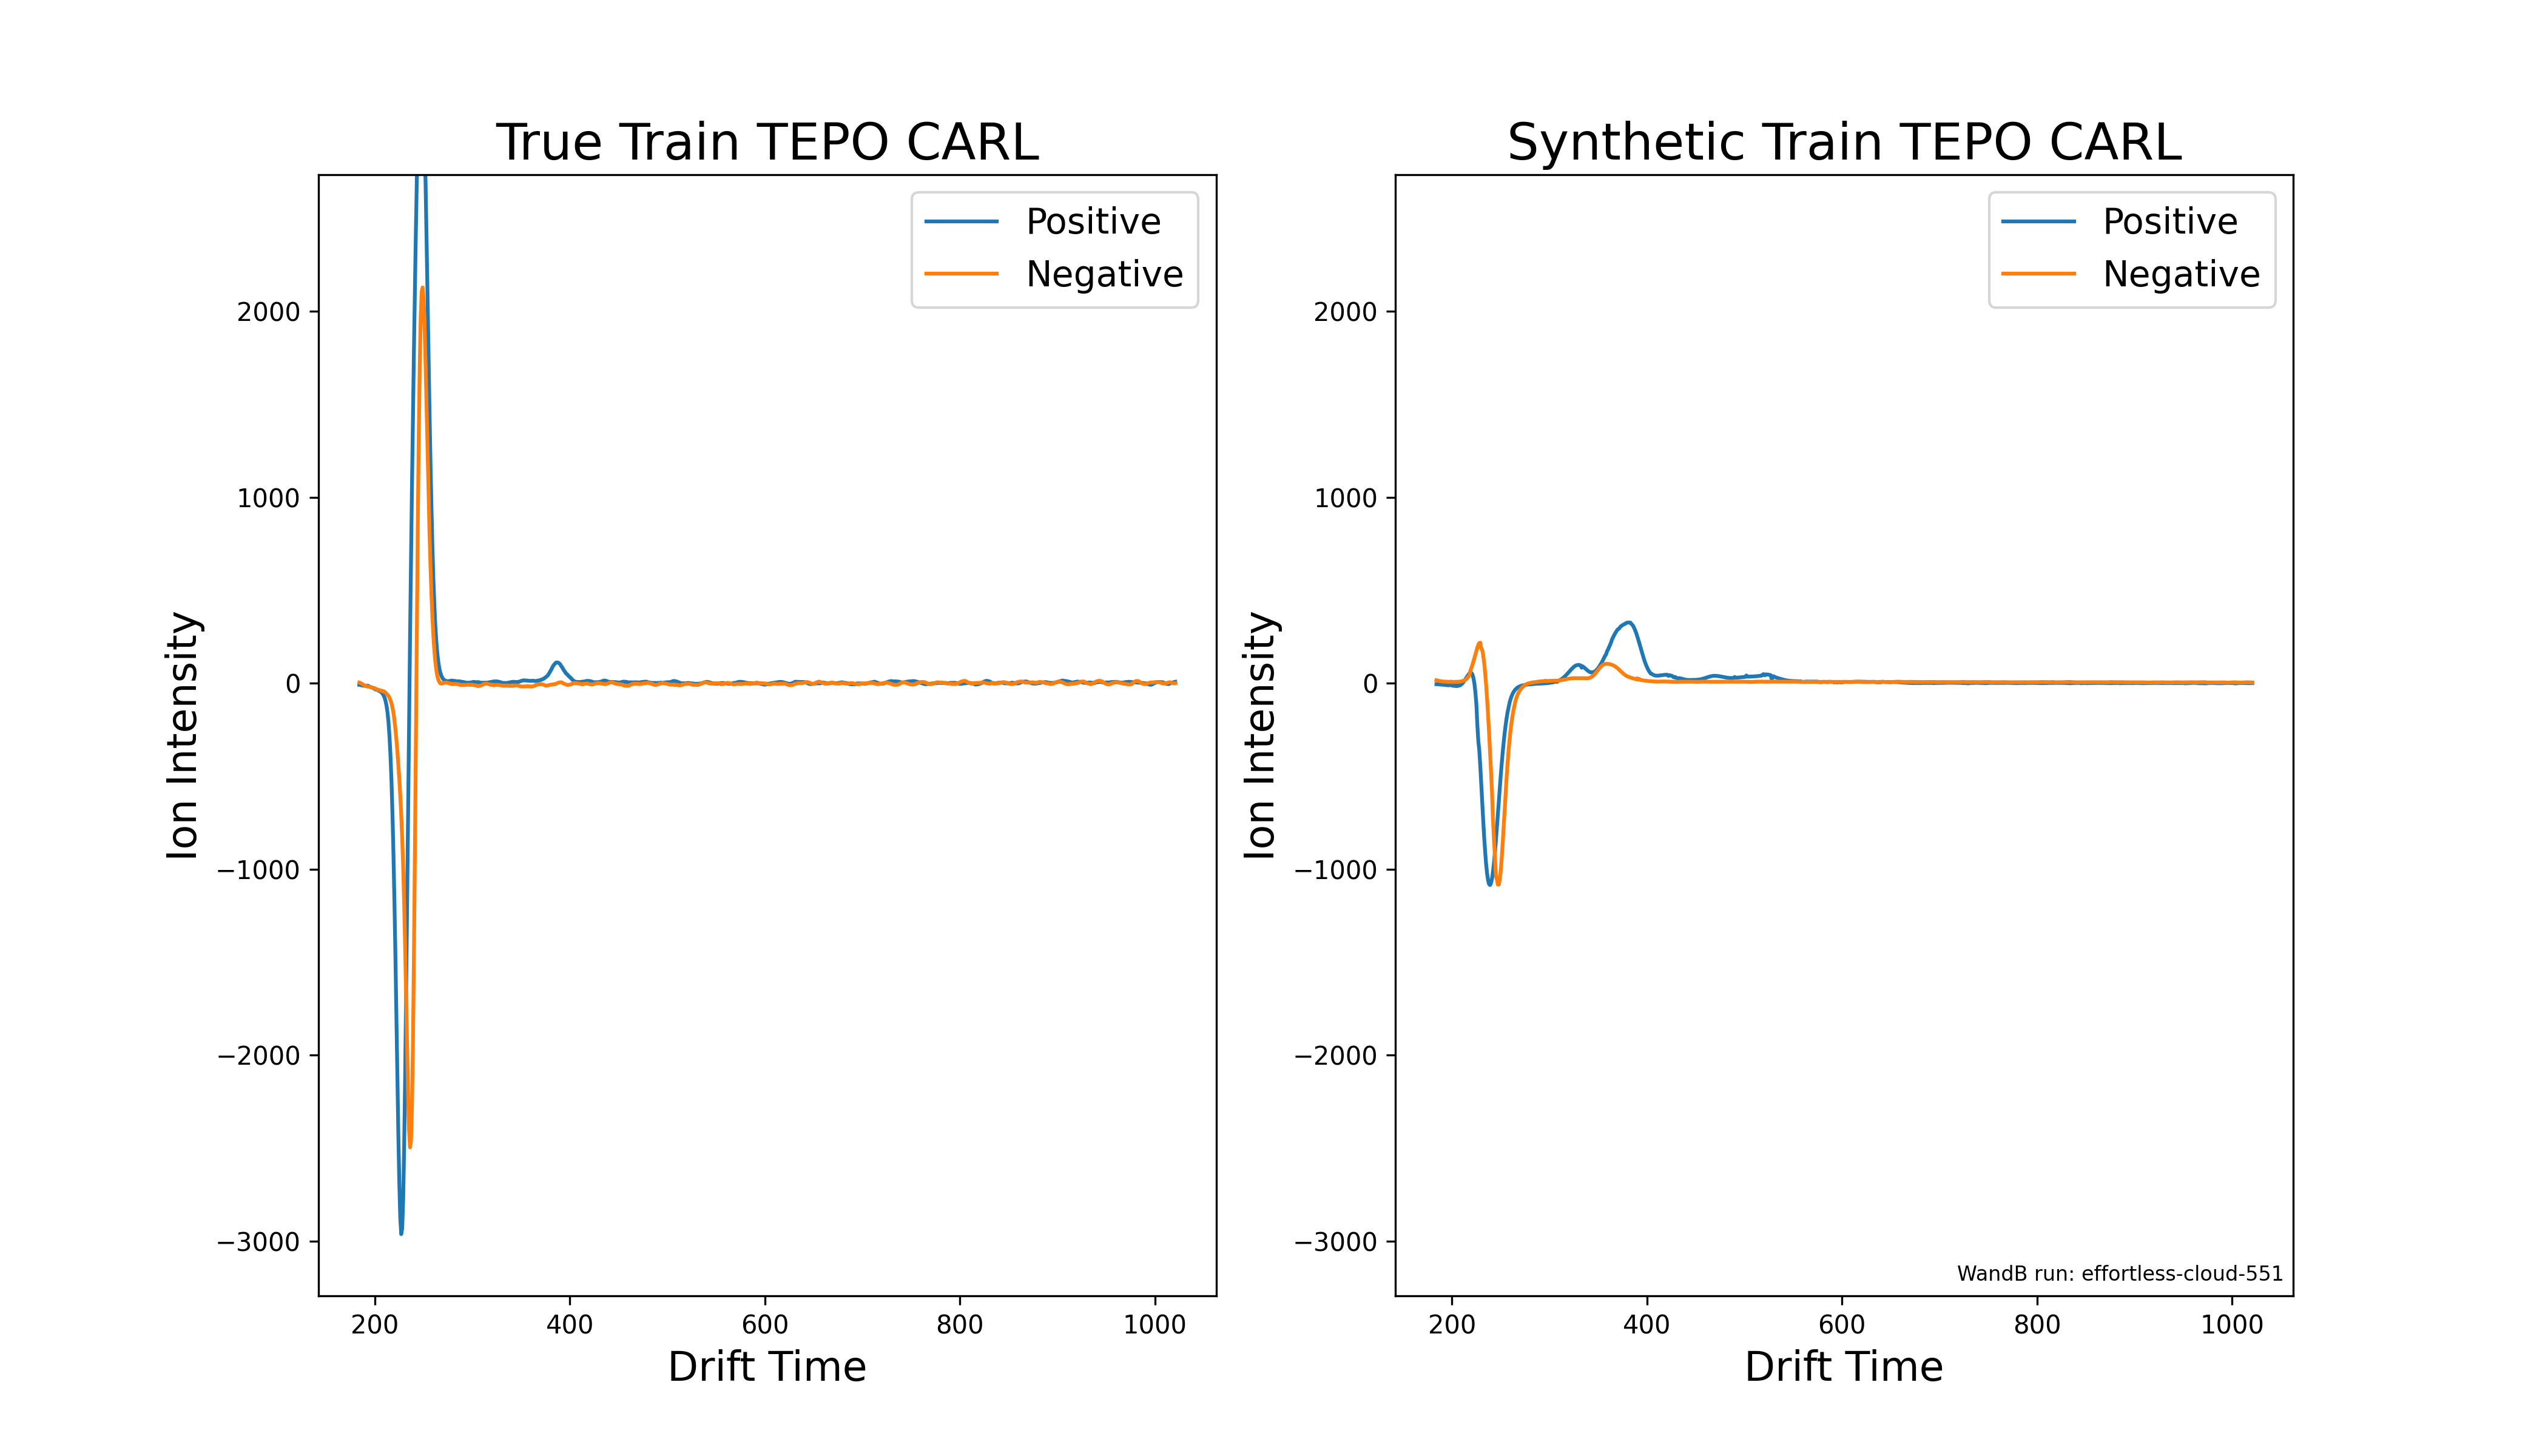 True Train TEPO CARL
Positive
Negative
2000
1000
0
−1000
−2000
−3000
Ion Intensity
200 400 600 800 1000
Drift Time
Synthetic Train TEPO CARL
Positive
Negative
2000
1000
0
−1000
−2000
−3000
Ion Intensity
WandB run: effortless-cloud-551
200 400 600 800 1000
Drift Time